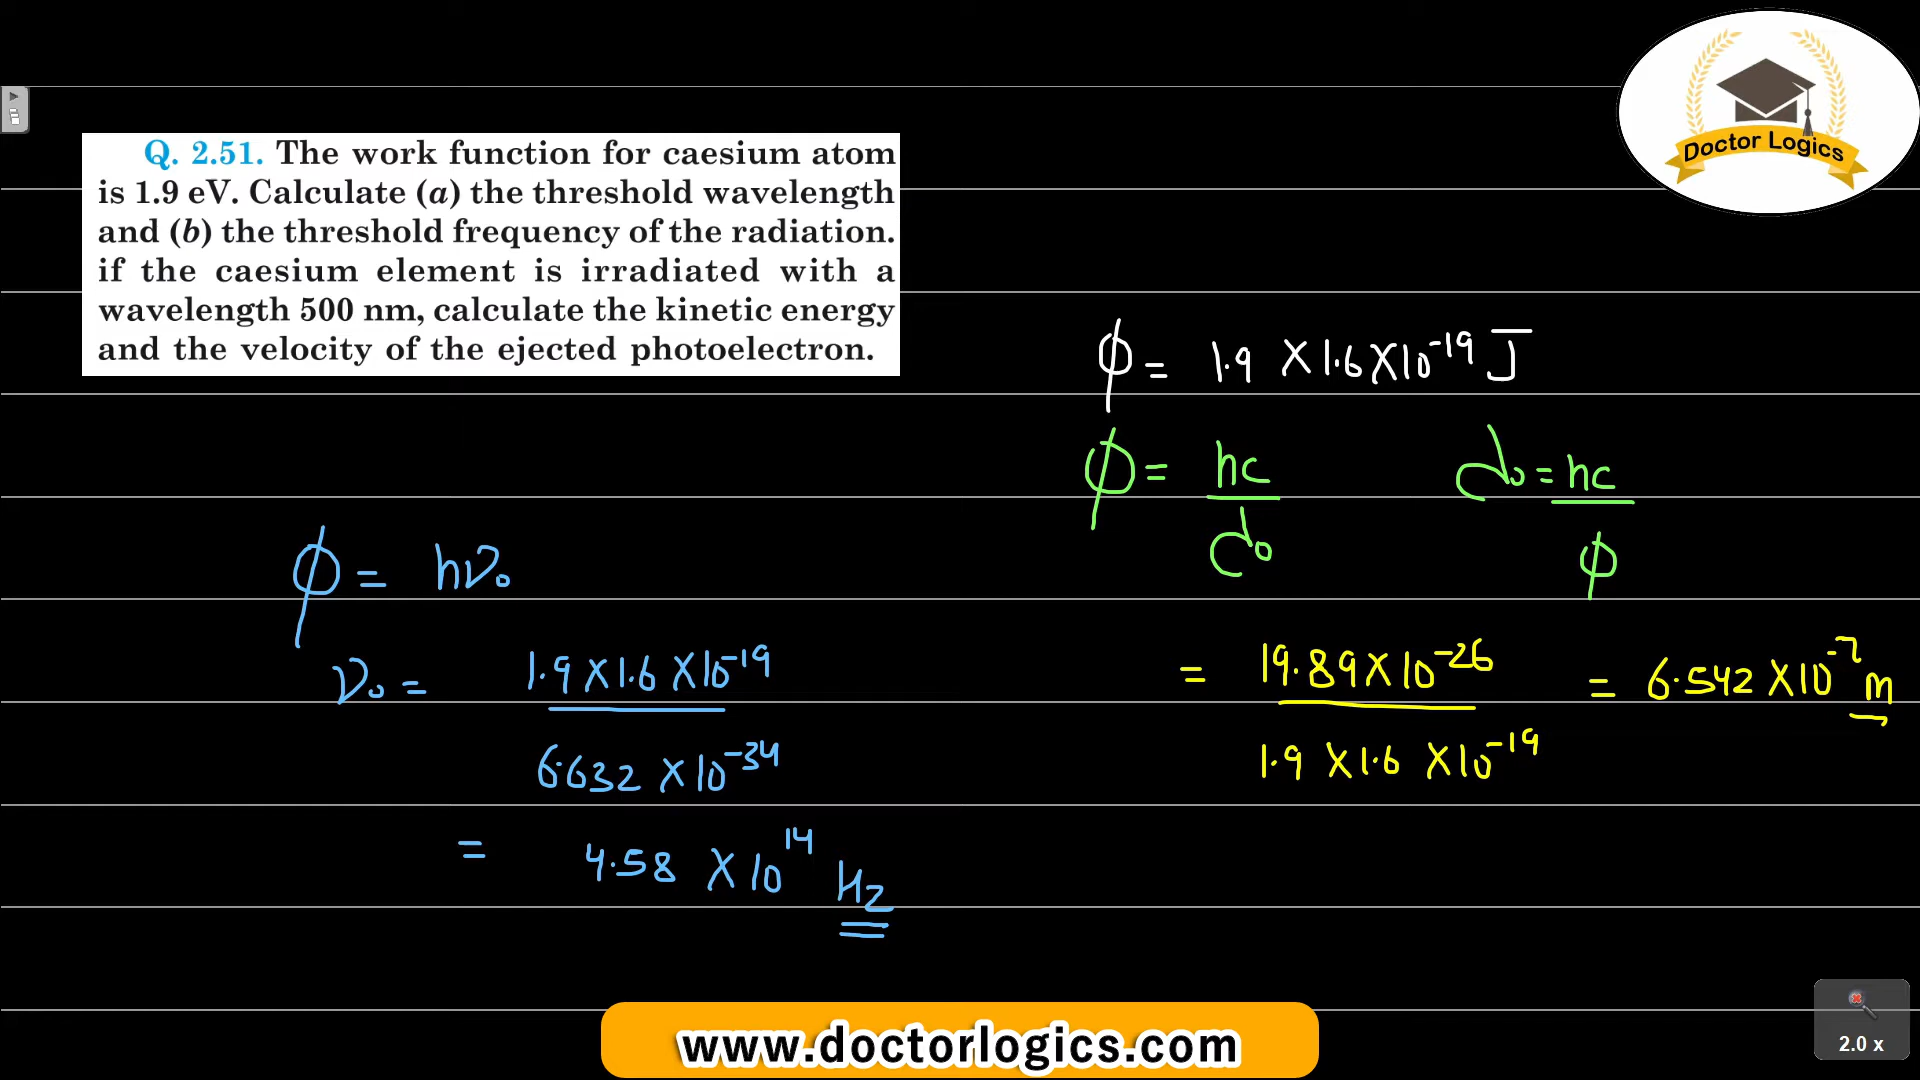 Doctor Logics
Q. 2.51. The work function for caesium atom
is 1.9 eV. Calculate (a) the threshold wavelength
and (b) the threshold frequency of the radiation.
if the caesium element is irradiated with a
wavelength 500 nm, calculate the kinetic energy
and the velocity of the ejected photoelectron.
ϕ = 1.9 × 1.6 × 10⁻¹⁹ J
ϕ = hc / λ₀
λ₀ = hc / ϕ
= 19.89 × 10⁻²⁶ / 1.9 × 1.6 × 10⁻¹⁹ = 6.542 × 10⁻⁷ m
ϕ = hν₀
ν₀ = 1.9 × 1.6 × 10⁻¹⁹ / 6.632 × 10⁻³⁴
= 4.58 × 10¹⁴ Hz
www.doctorlogics.com
2.0 x